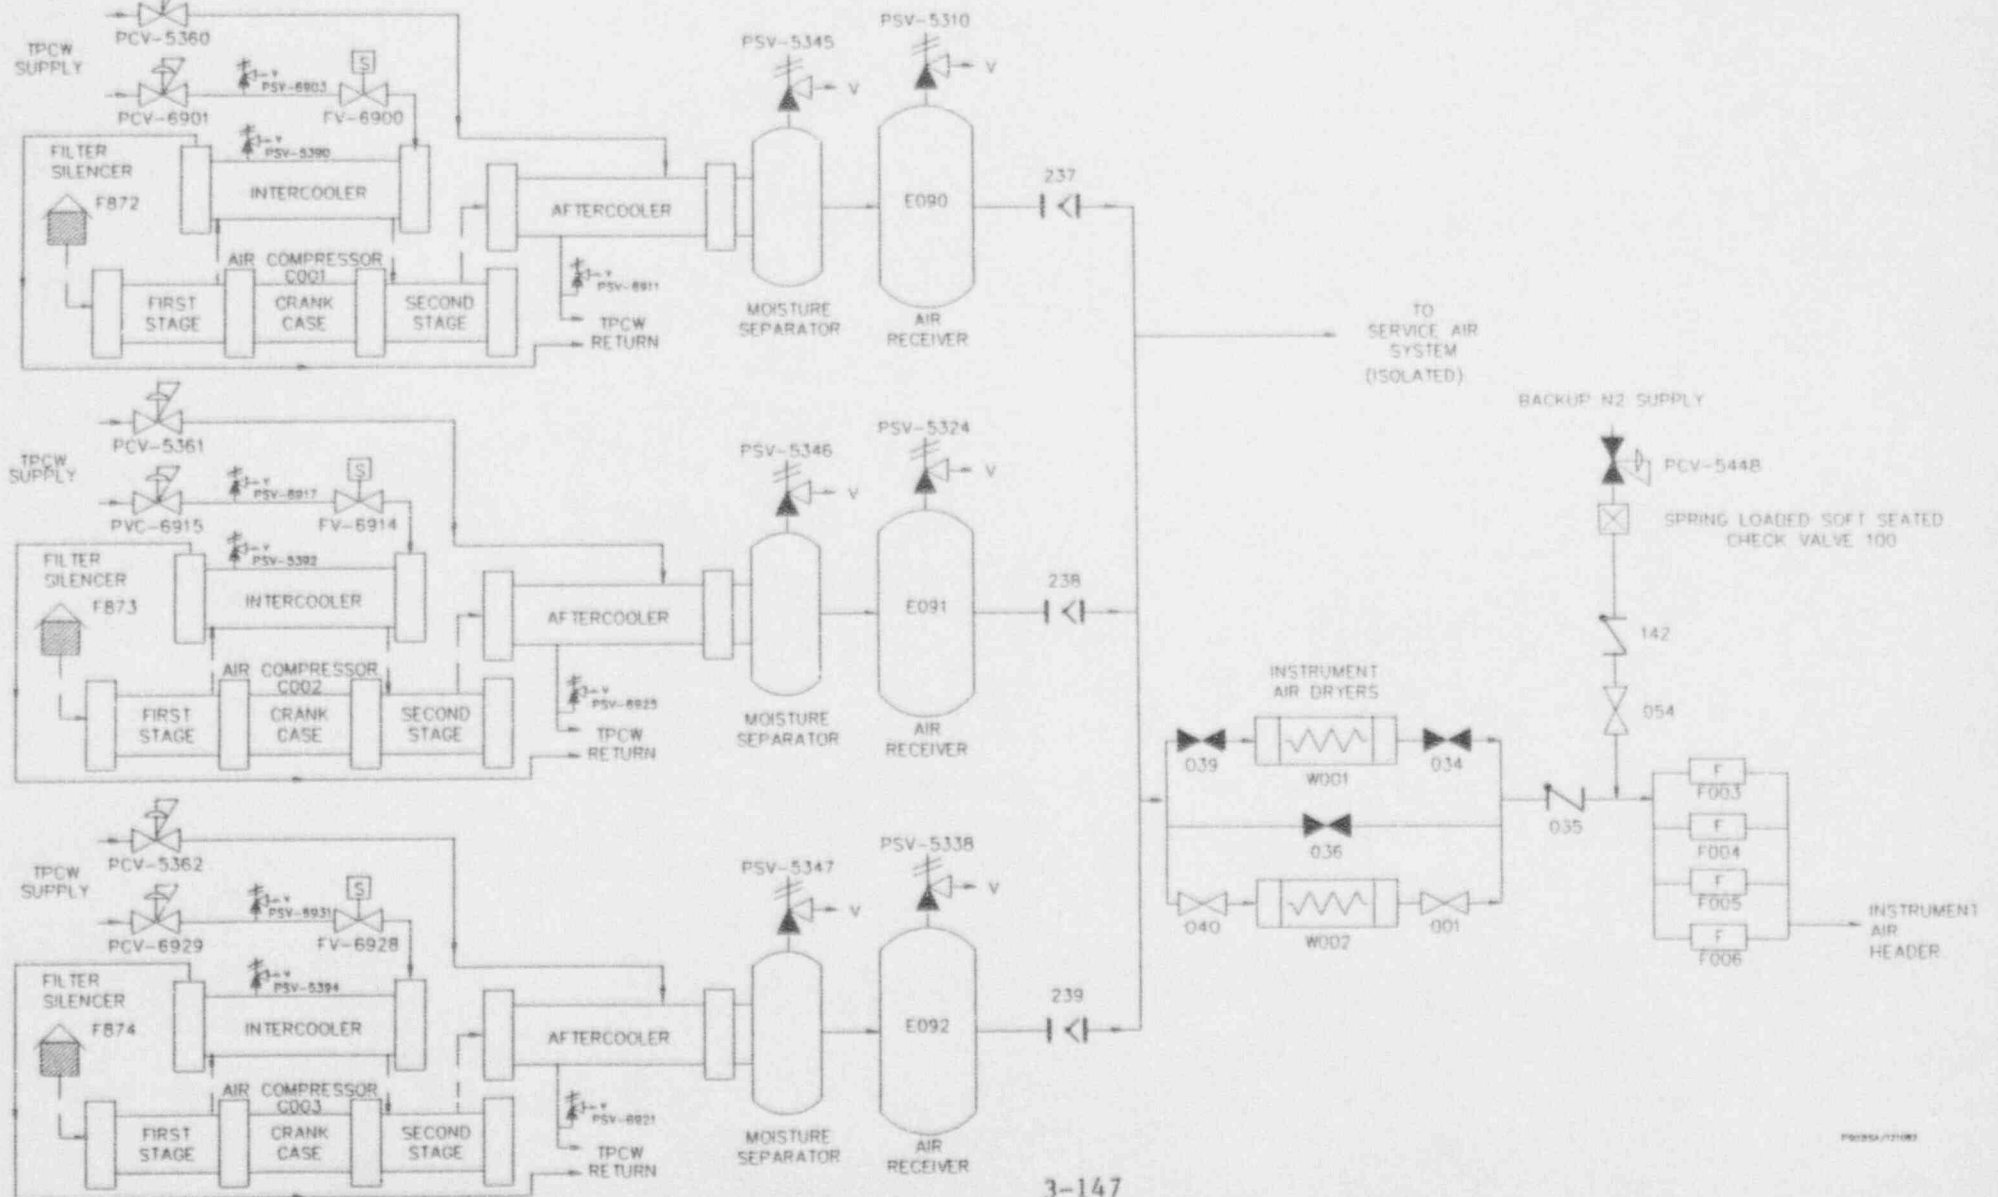 PCV-5360
TPCW
SUPPLY
PCV-6901
PSV-6903
S
FV-6900
PSV-5390
FILTER
SILENCER
F872
INTERCOOLER
AIR COMPRESSOR
C001
FIRST
STAGE
CRANK
CASE
SECOND
STAGE
AFTERCOOLER
V
PSV-6911
TPCW
RETURN
PSV-5345
V
MOISTURE
SEPARATOR
PSV-5310
V
E090
AIR
RECEIVER
237
TO
SERVICE AIR
SYSTEM
(ISOLATED)
PCV-5361
TPCW
SUPPLY
PVC-6915
PSV-6917
S
FV-6914
PSV-5392
FILTER
SILENCER
F873
INTERCOOLER
AIR COMPRESSOR
C002
FIRST
STAGE
CRANK
CASE
SECOND
STAGE
AFTERCOOLER
V
PSV-6925
TPCW
RETURN
PSV-5346
V
MOISTURE
SEPARATOR
PSV-5324
V
E091
AIR
RECEIVER
238
BACKUP N2 SUPPLY
PCV-5448
SPRING LOADED SOFT SEATED
CHECK VALVE 100
142
054
INSTRUMENT
AIR DRYERS
039
W001
034
036
040
W002
001
035
F
F003
F
F004
F
F005
F
F006
INSTRUMENT
AIR
HEADER
PCV-5362
TPCW
SUPPLY
PCV-6929
PSV-6931
S
FV-6928
PSV-5394
FILTER
SILENCER
F874
INTERCOOLER
AIR COMPRESSOR
C003
FIRST
STAGE
CRANK
CASE
SECOND
STAGE
AFTERCOOLER
V
PSV-6921
TPCW
RETURN
PSV-5347
V
MOISTURE
SEPARATOR
PSV-5338
V
E092
AIR
RECEIVER
239
3-147